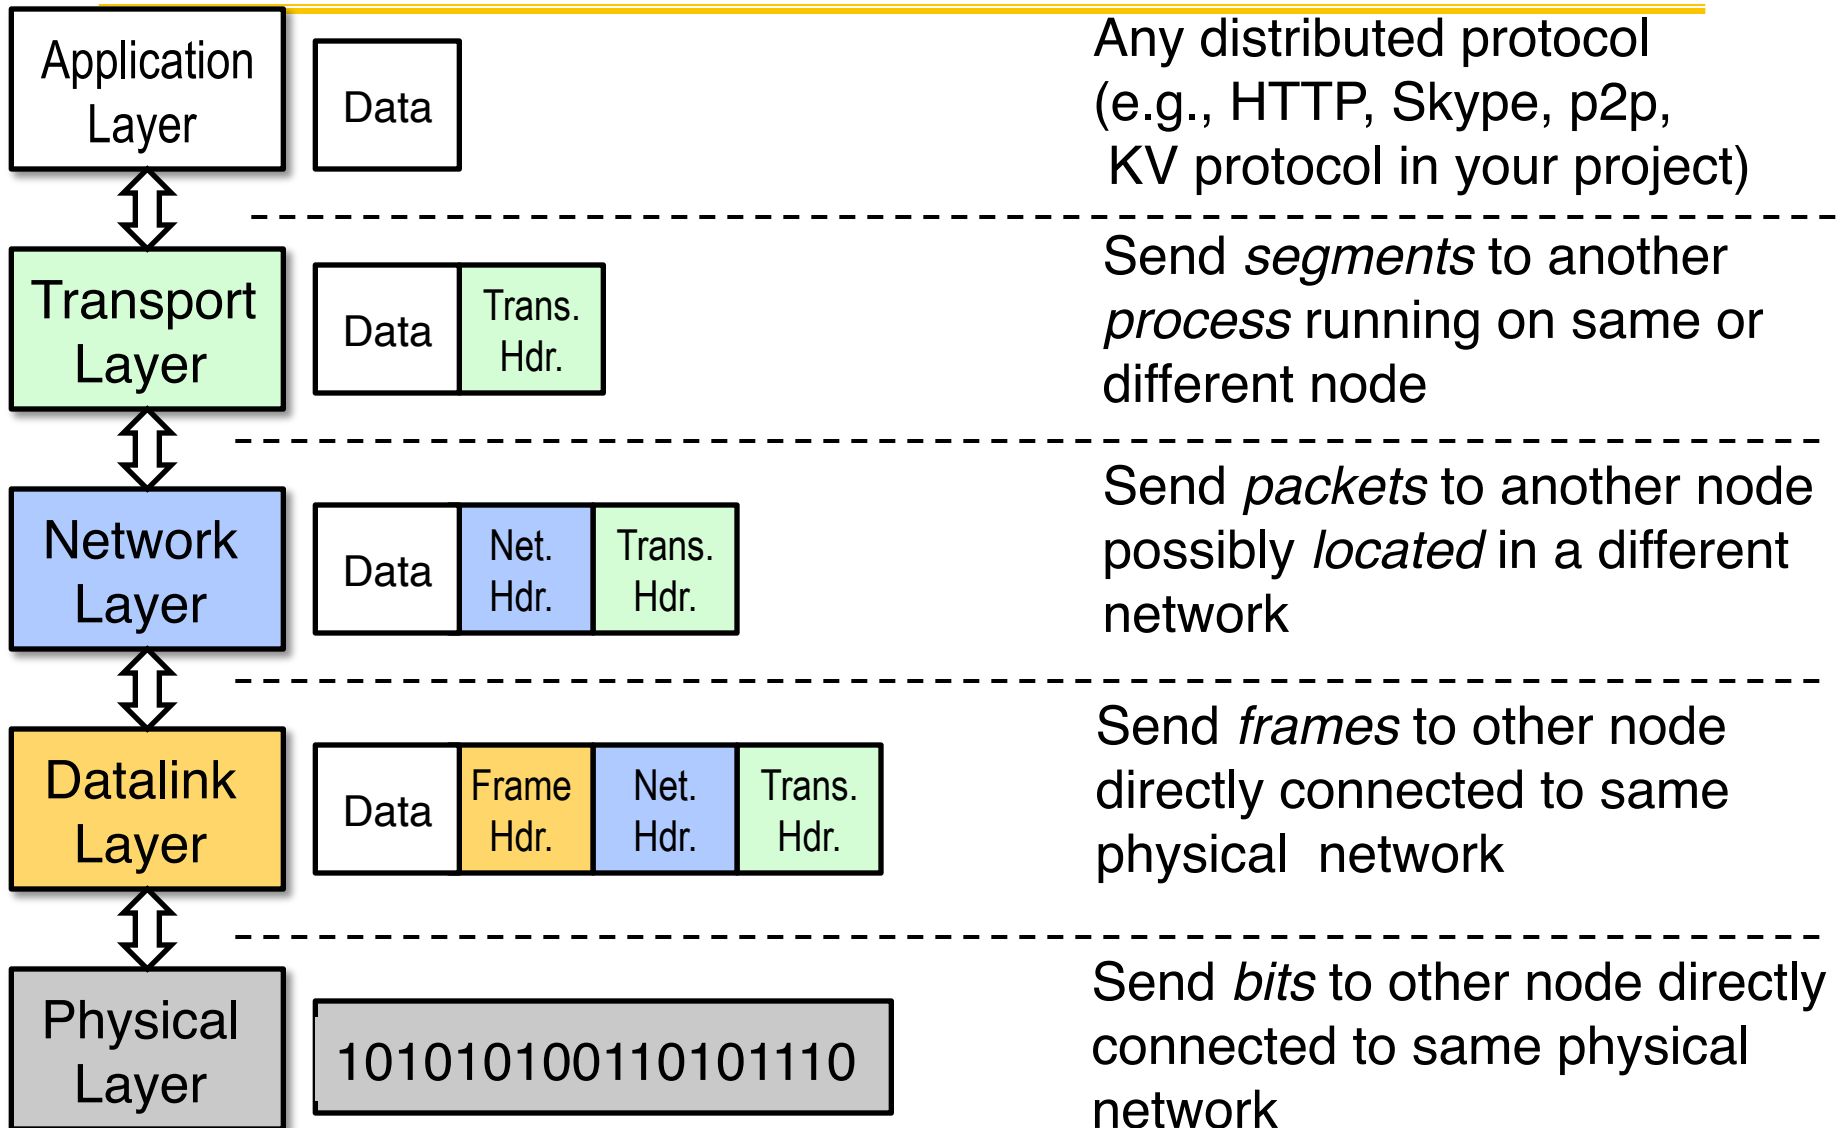 Application
Layer
Data
Any distributed protocol
(e.g., HTTP, Skype, p2p,
KV protocol in your project)
Transport
Layer
Data
Trans.
Hdr.
Send segments to another
process running on same or
different node
Network
Layer
Data
Net.
Hdr.
Trans.
Hdr.
Send packets to another node
possibly located in a different
network
Datalink
Layer
Data
Frame
Hdr.
Net.
Hdr.
Trans.
Hdr.
Send frames to other node
directly connected to same
physical network
Physical
Layer
101010100110101110
Send bits to other node directly
connected to same physical
network